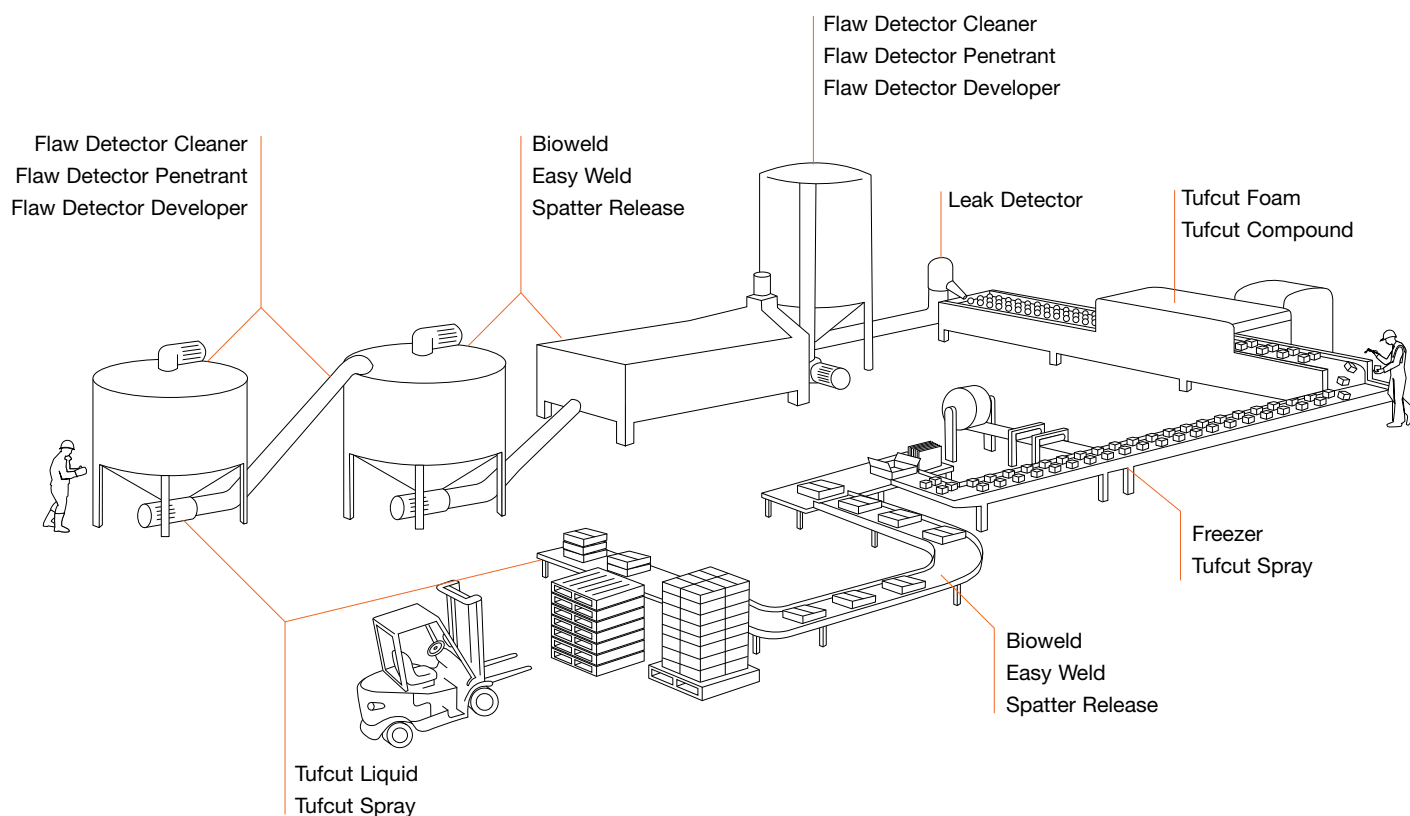 Flaw Detector Cleaner
Flaw Detector Penetrant
Flaw Detector Developer
Flaw Detector Cleaner
Flaw Detector Penetrant
Flaw Detector Developer
Bioweld
Easy Weld
Spatter Release
Leak Detector
Tufcut Foam
Tufcut Compound
Freezer
Tufcut Spray
Bioweld
Easy Weld
Spatter Release
Tufcut Liquid
Tufcut Spray